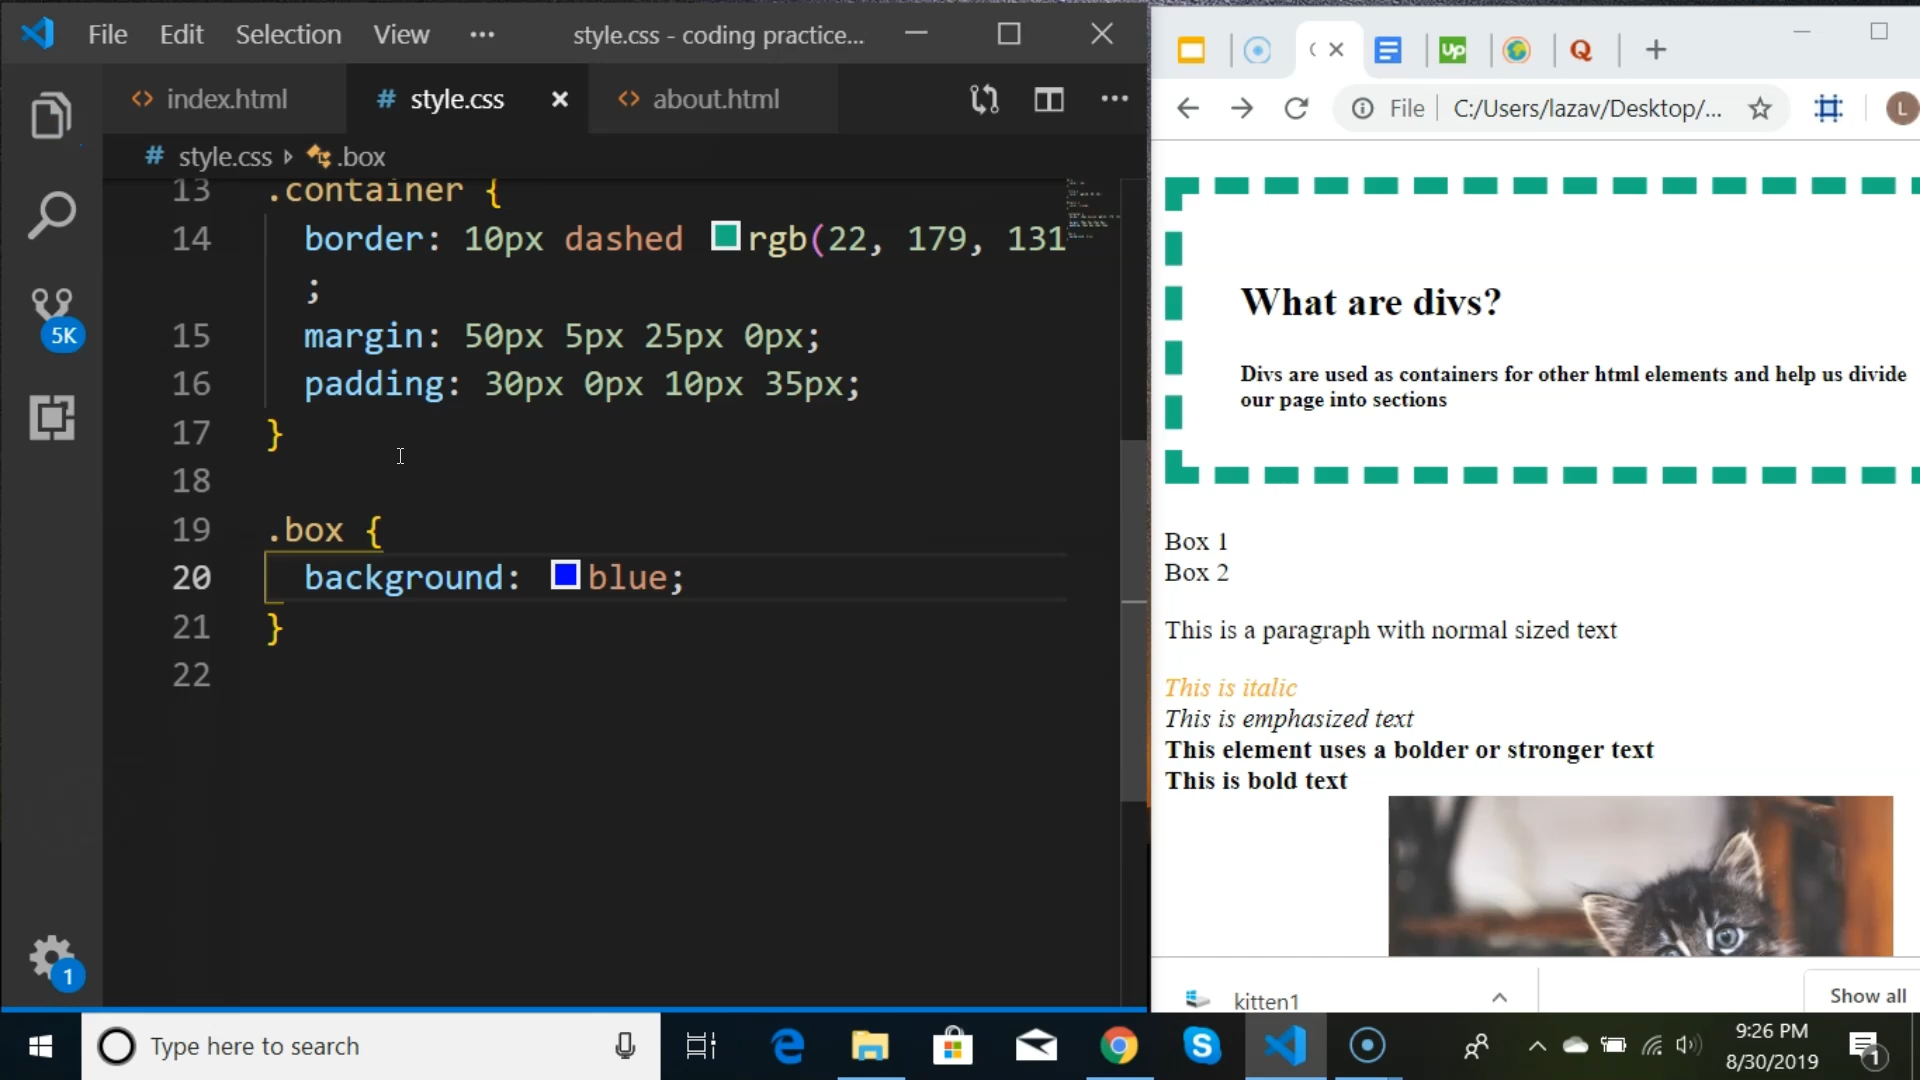 File Edit Selection View ... style.css - coding practice...
index.html # style.css about.html
# style.css .box
13 .container {
14 border: 10px dashed rgb(22, 179, 131
;
15 margin: 50px 5px 25px 0px;
16 padding: 30px 0px 10px 35px;
17 }
18
19 .box {
20 background: blue;
21 }
22
5K
1
Up Q
File C:/Users/lazav/Desktop/... L
What are divs?
Divs are used as containers for other html elements and help us divide
our page into sections
Box 1
Box 2
This is a paragraph with normal sized text
This is italic
This is emphasized text
This element uses a bolder or stronger text
This is bold text
kitten1 Show all
Type here to search
9:26 PM
8/30/2019
1